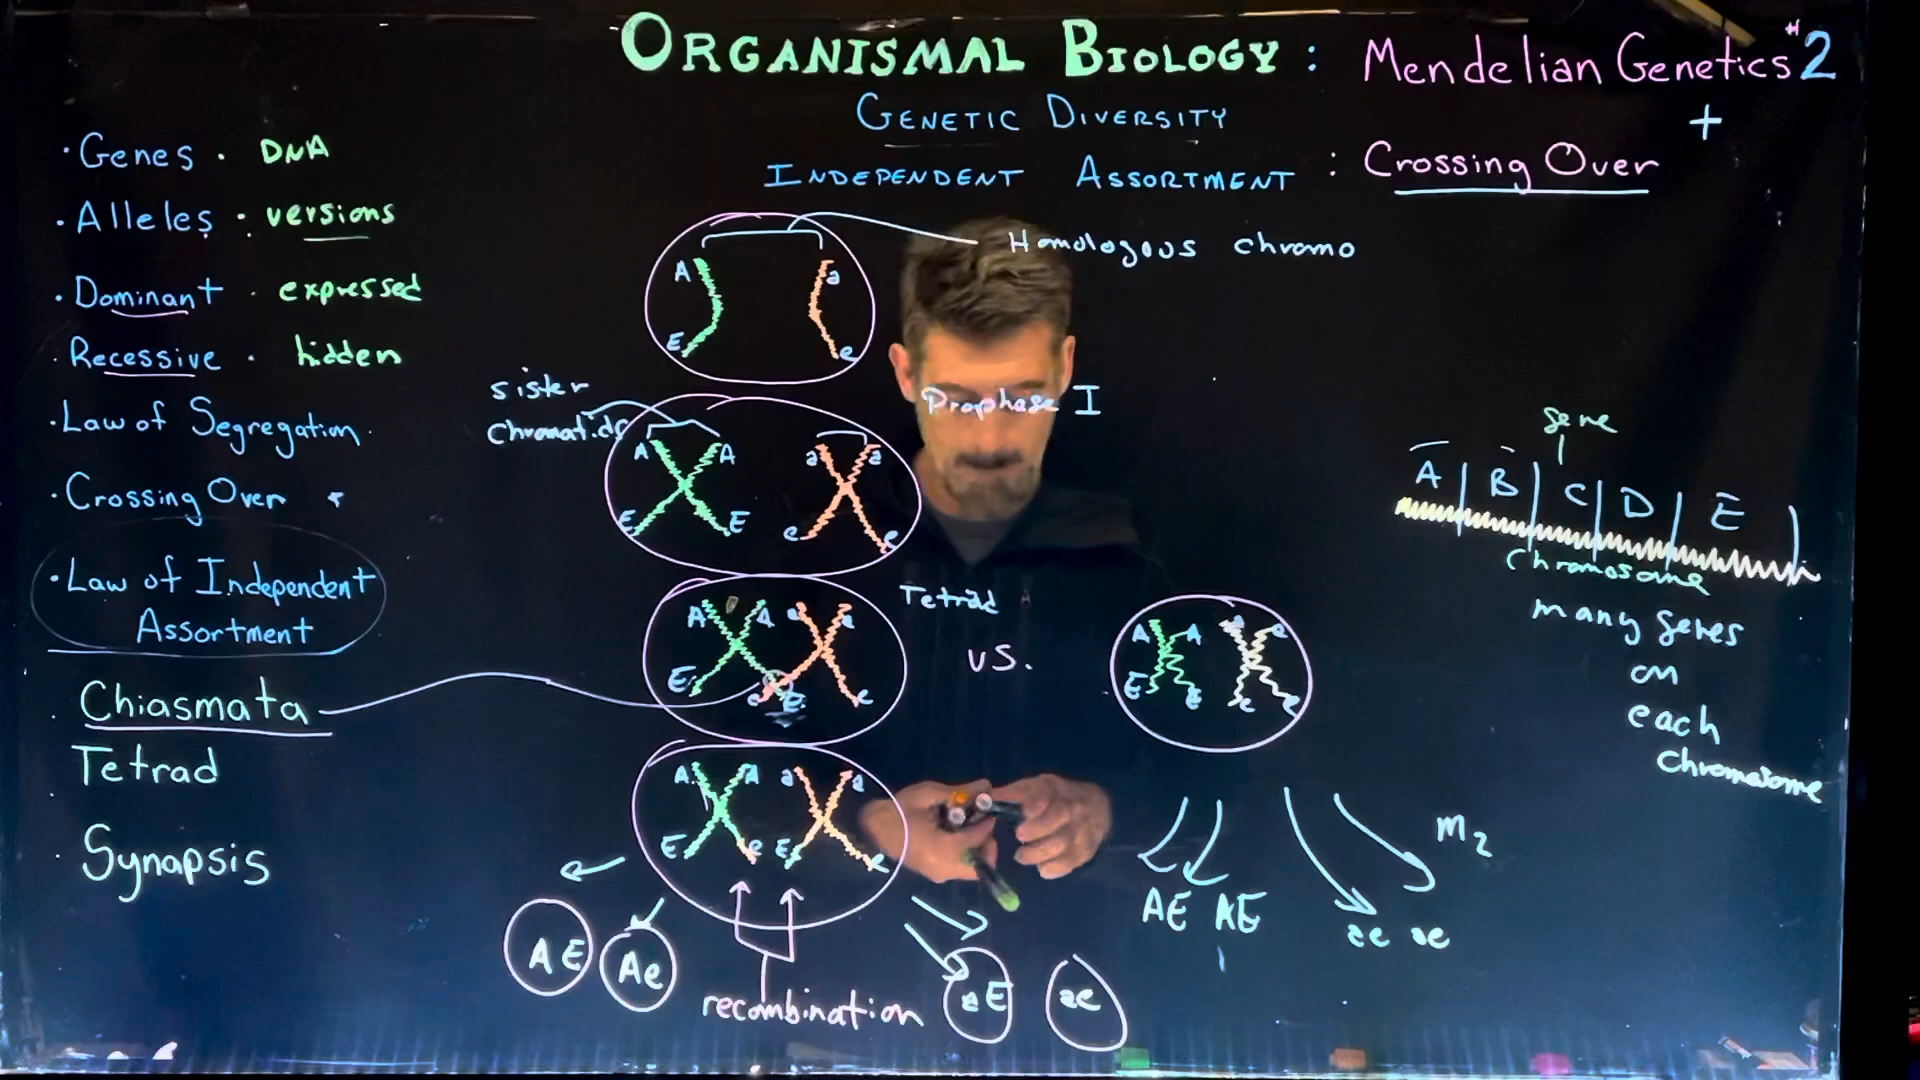 ORGANISMAL BIOLOGY : Mendelian Genetics #2
+
GENETIC DIVERSITY
INDEPENDENT ASSORTMENT : Crossing Over
· Genes · DNA
· Alleles : versions
· Dominant · expressed
· Recessive · hidden
· Law of Segregation.
· Crossing Over
· Law of Independent
Assortment
· Chiasmata
Tetrad
· Synapsis
Homologous chromo
A a
E e
Prophase I
sister
chromatids
A A a a
E E e e
Tetrad
A A a a
E e E e
vs.
A A a e
E E e e
A A a a
E e E e
AE Ae
recombination
aE ae
M2
AE AE
ae ae
gene
A B C D E
Chromosome
many genes
on
each
chromosome